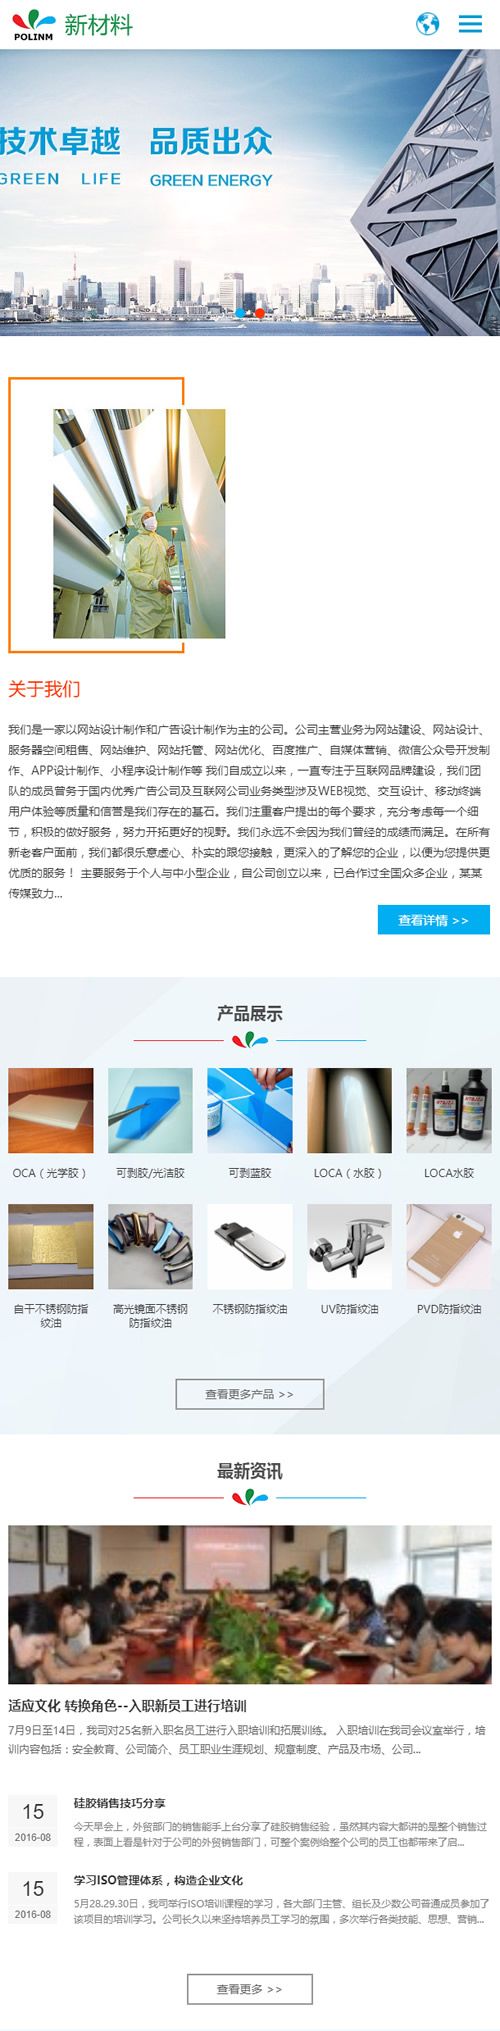 POLINM 新材料
技术卓越 品质出众
GREEN LIFE GREEN ENERGY
关于我们
我们是一家以网站设计制作和广告设计制作为主的公司。公司主营业务为网站建设、网站设计、
服务器空间租售、网站维护、网站托管、网站优化、百度推广、自媒体营销、微信公众号开发制
作、APP设计制作、小程序设计制作等 我们自成立以来，一直专注于互联网品牌建设，我们团
队的成员曾务于国内优秀广告公司及互联网公司业务类型涉及WEB视觉、交互设计、移动终端
用户体验等质量和信誉是我们存在的基石。我们注重客户提出的每个要求，充分考虑每一个细
节，积极的做好服务，努力开拓更好的视野。我们永远不会因为我们曾经的成绩而满足。在所有
新老客户面前，我们都很乐意虚心、朴实的跟您接触，更深入的了解您的企业，以便为您提供更
优质的服务！ 主要服务于个人与中小型企业，自公司创立以来，已合作过全国众多企业，某某
传媒致力...
查看详情 >>
产品展示
OCA（光学胶） 可剥胶/光洁胶 可剥蓝胶 LOCA（水胶） LOCA水胶
自干不锈钢防指 高光镜面不锈钢 不锈钢防指纹油 UV防指纹油 PVD防指纹油
纹油 防指纹油
查看更多产品 >>
最新资讯
适应文化 转换角色--入职新员工进行培训
7月9日至14日，我司对25名新入职名员工进行入职培训和拓展训练。 入职培训在我司会议室举行，培
训内容包括：安全教育、公司简介、员工职业生涯规划、规章制度、产品及市场、公司...
15
2016-08
硅胶销售技巧分享
今天早会上，外贸部门的销售能手上台分享了硅胶销售经验，虽然其内容大都讲的是整个销售过
程，表面上看是针对于公司的外贸销售部门，可整个案例给整个公司的员工也都带来了启...
15
2016-08
学习ISO管理体系，构造企业文化
5月28.29.30日，我司举行ISO培训课程的学习，各大部门主管、组长及少数公司普通成员参加了
该项目的培训学习。公司长久以来坚持培养员工学习的氛围，多次举行各类技能、思想、营销...
查看更多 >>